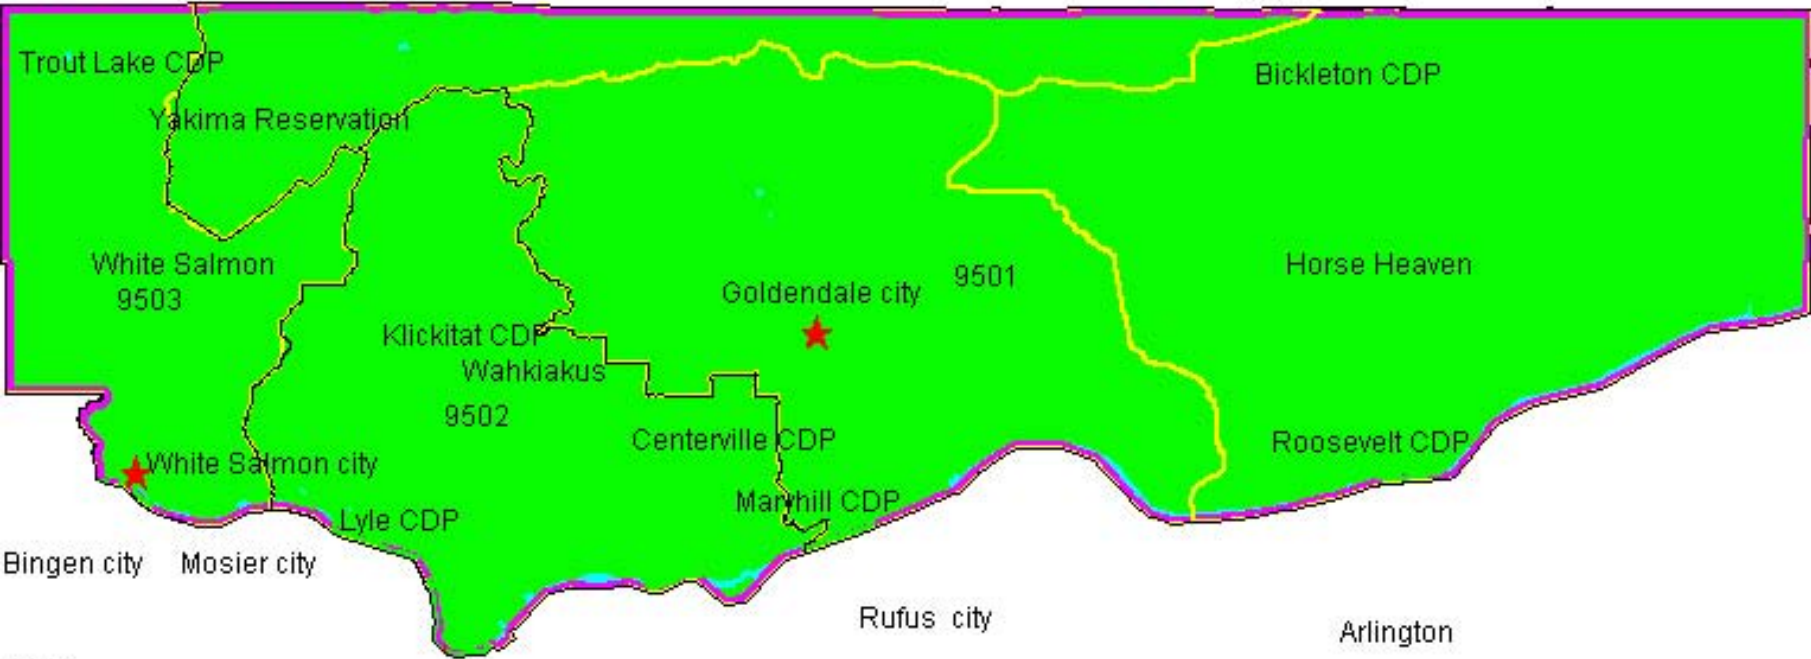 Trout Lake CDP
Bickleton CDP
Yakima Reservation
White Salmon
9503
Horse Heaven
9501
Goldendale city
Klickitat CDP
Wahkiakus
9502
Centerville CDP
Roosevelt CDP
White Salmon city
Maryhill CDP
Lyle CDP
Bingen city
Mosier city
Rufus city
Arlington